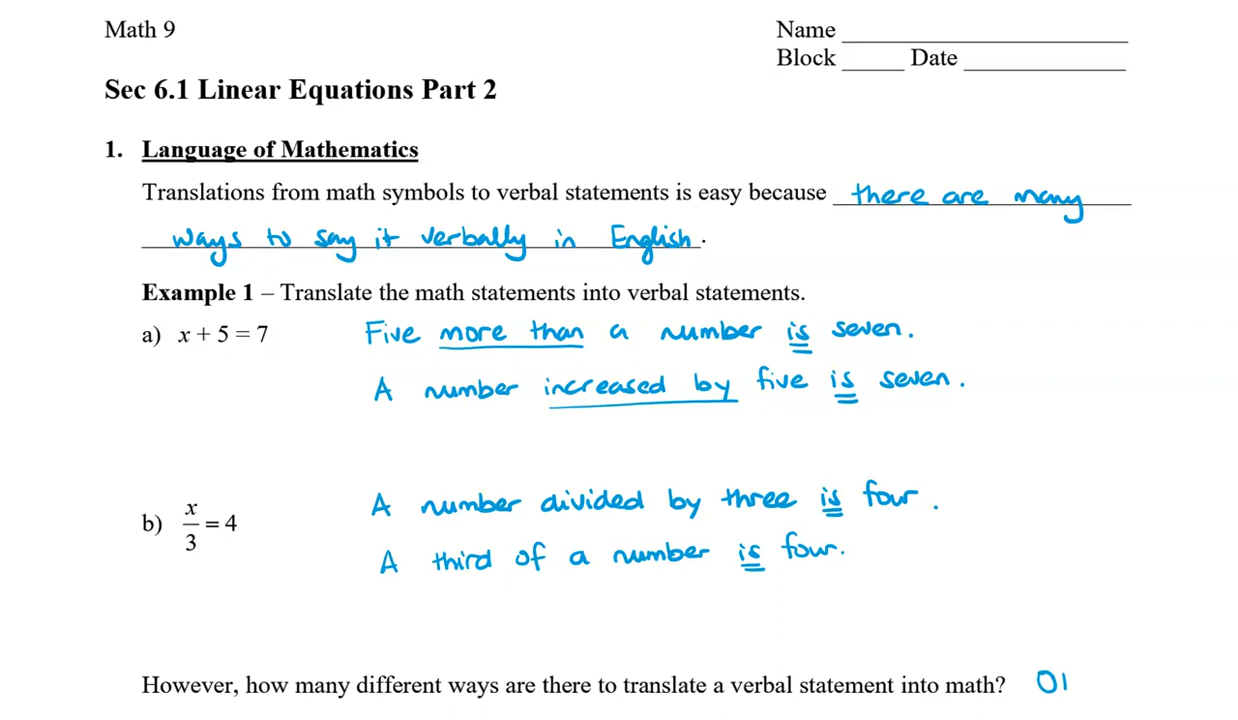 Math 9 Name
Block Date
Sec 6.1 Linear Equations Part 2
1. Language of Mathematics
Translations from math symbols to verbal statements is easy because there are many
ways to say it verbally in English.
Example 1 – Translate the math statements into verbal statements.
a) x + 5 = 7 Five more than a number is seven.
A number increased by five is seven.
A number divided by three is four.
b) x/3 = 4
A third of a number is four.
However, how many different ways are there to translate a verbal statement into math?